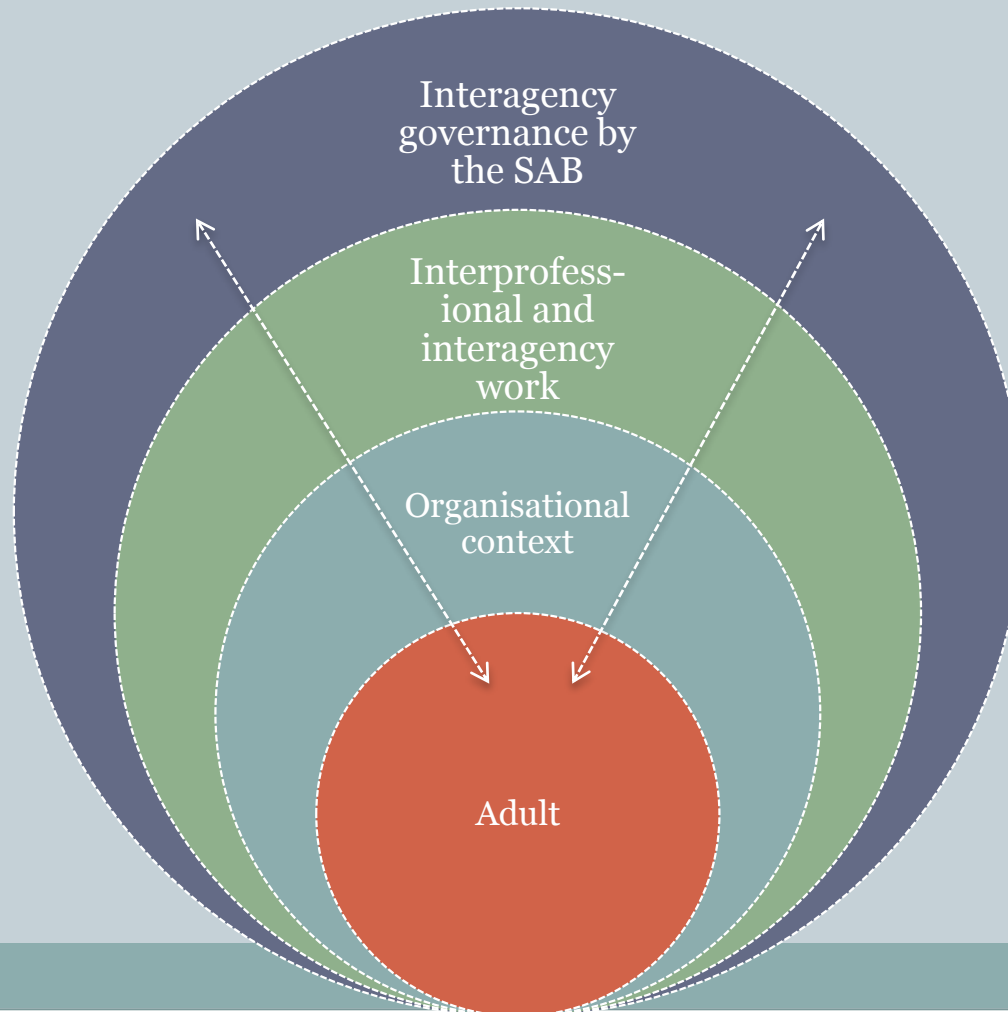 Interagency
governance by
the SAB
Interprofess-
ional and
interagency
work
Organisational
context
Adult